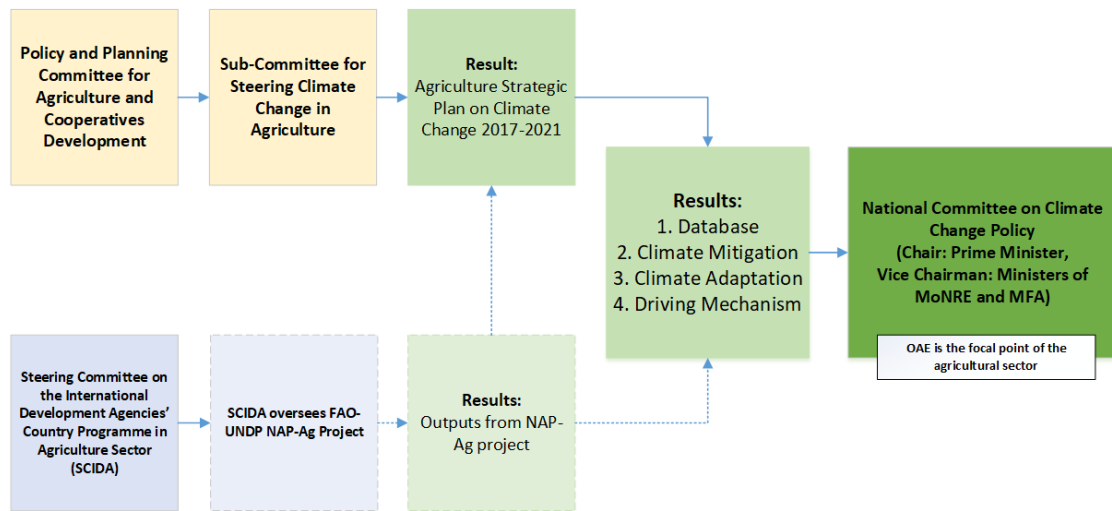 Policy and Planning
Committee for
Agriculture and
Cooperatives
Development
Sub-Committee for
Steering Climate
Change in
Agriculture
Result:
Agriculture Strategic
Plan on Climate
Change 2017-2021
Results:
1. Database
2. Climate Mitigation
3. Climate Adaptation
4. Driving Mechanism
National Committee on Climate
Change Policy
(Chair: Prime Minister,
Vice Chairman: Ministers of
MoNRE and MFA)
OAE is the focal point of the
agricultural sector
Steering Committee on
the International
Development Agencies’
Country Programme in
Agriculture Sector
(SCIDA)
SCIDA oversees FAO-
UNDP NAP-Ag Project
Results:
Outputs from NAP-
Ag project